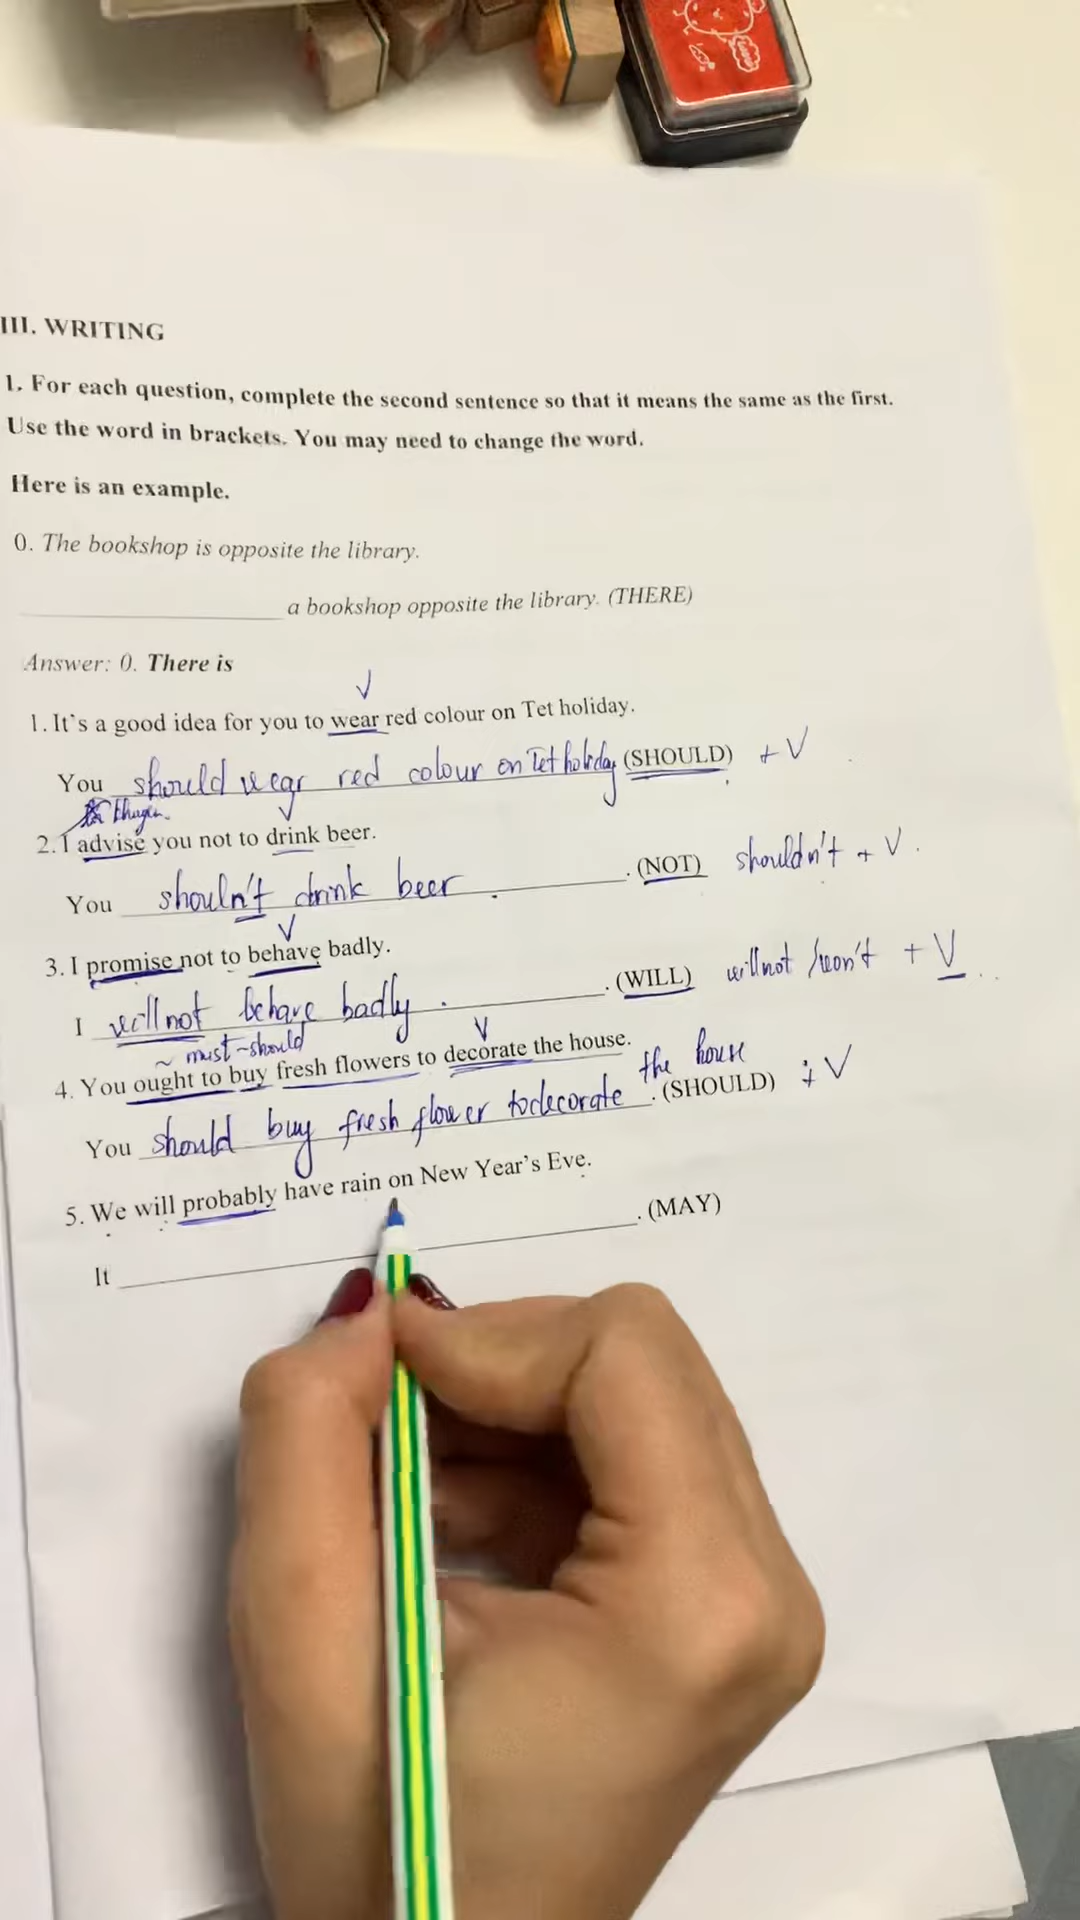 III. WRITING
1. For each question, complete the second sentence so that it means the same as the first.
Use the word in brackets. You may need to change the word.
Here is an example.
0. The bookshop is opposite the library.
____________ a bookshop opposite the library. (THERE)
Answer: 0. There is
V
1. It's a good idea for you to wear red colour on Tet holiday.
You should wear red colour on Tet holiday (SHOULD) + V
khuyên V
2. I advise you not to drink beer.
You shouln't drink beer . (NOT) shouldn't + V.
V
3. I promise not to behave badly.
I will not behave badly . (WILL) will not / won't + V
~ must ~ should V
4. You ought to buy fresh flowers to decorate the house.
the house
You should buy fresh flower to decorate . (SHOULD) + V
5. We will probably have rain on New Year's Eve.
It ____________. (MAY)